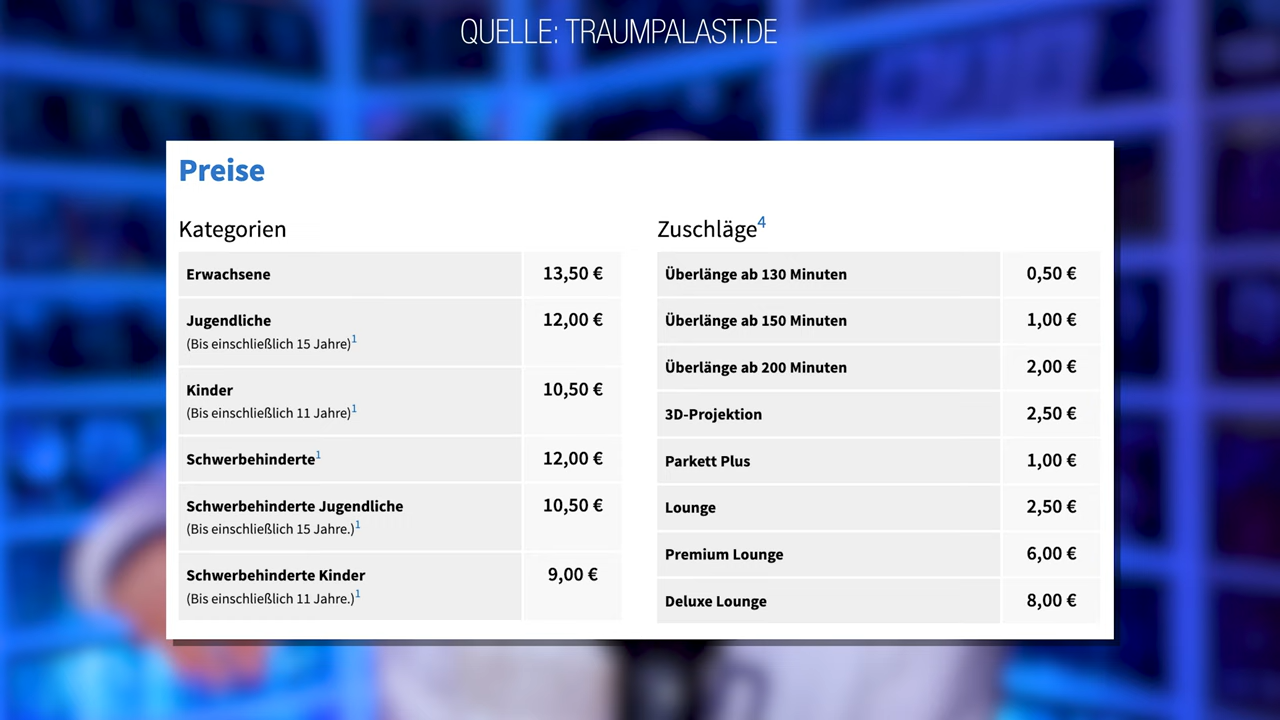 QUELLE: TRAUMPALAST.DE
Preise
Kategorien
Erwachsene 13,50 €
Jugendliche 12,00 €
(Bis einschließlich 15 Jahre)1
Kinder 10,50 €
(Bis einschließlich 11 Jahre)1
Schwerbehinderte1 12,00 €
Schwerbehinderte Jugendliche 10,50 €
(Bis einschließlich 15 Jahre.)1
Schwerbehinderte Kinder 9,00 €
(Bis einschließlich 11 Jahre.)1
Zuschläge4
Überlänge ab 130 Minuten 0,50 €
Überlänge ab 150 Minuten 1,00 €
Überlänge ab 200 Minuten 2,00 €
3D-Projektion 2,50 €
Parkett Plus 1,00 €
Lounge 2,50 €
Premium Lounge 6,00 €
Deluxe Lounge 8,00 €